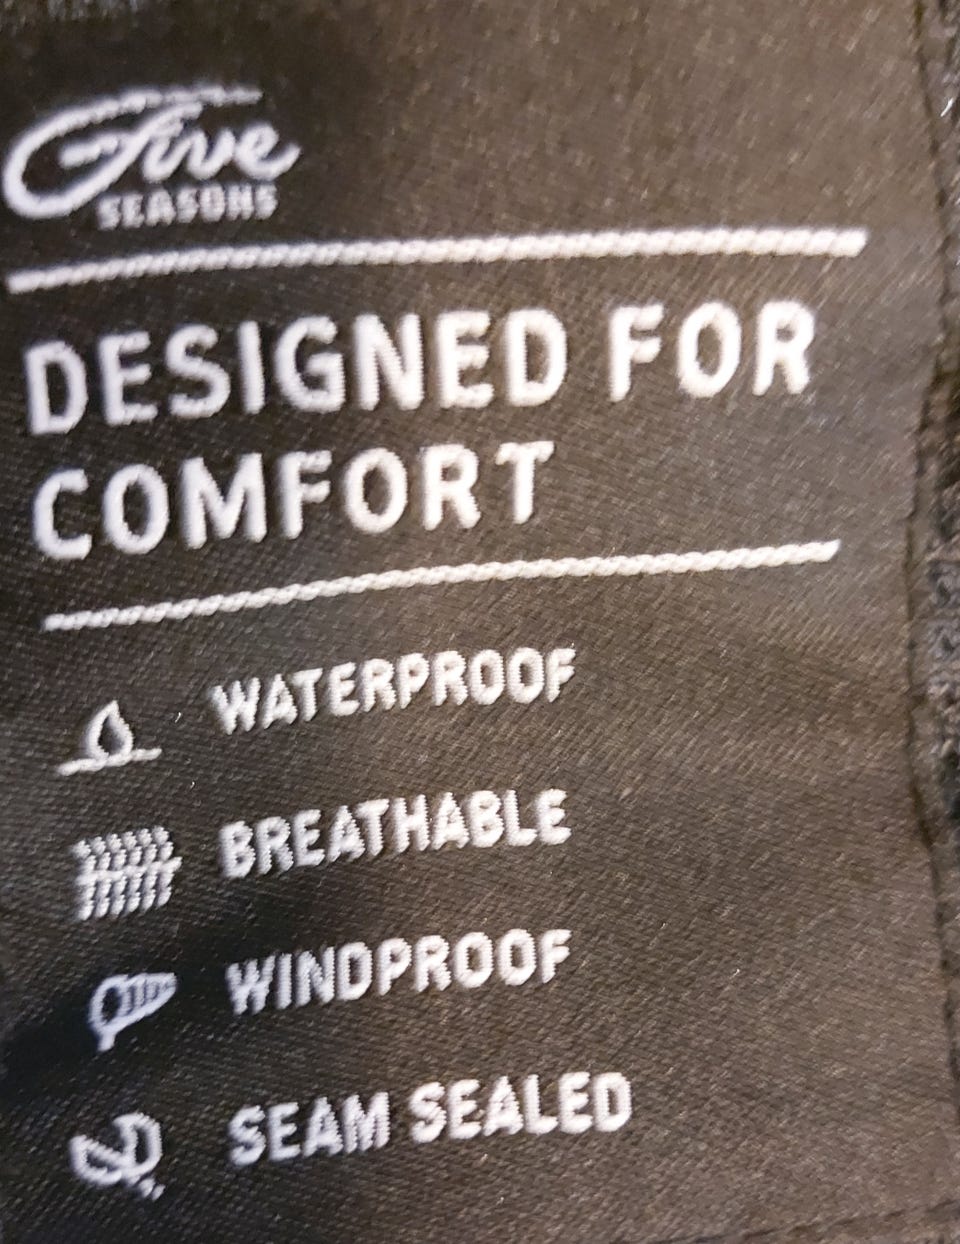 Five
SEASONS
DESIGNED FOR
COMFORT
WATERPROOF
BREATHABLE
WINDPROOF
SEAM SEALED